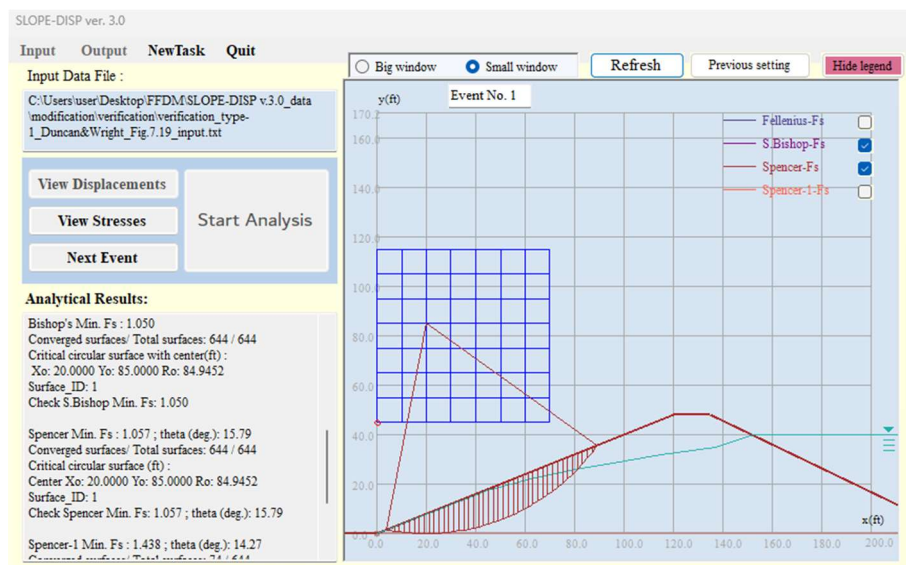 SLOPE-DISP ver. 3.0
Input Output NewTask Quit
Input Data File :
C:\Users\user\Desktop\FFDM\SLOPE-DISP v.3.0_data
\modification\verification\verification_type-
1_Duncan&Wright_Fig.7.19_input.txt
View Displacements
View Stresses
Next Event
Start Analysis
Analytical Results:
Bishop's Min. Fs : 1.050
Converged surfaces/ Total surfaces: 644 / 644
Critical circular surface with center(ft) :
Xo: 20.0000 Yo: 85.0000 Ro: 84.9452
Surface_ID: 1
Check S.Bishop Min. Fs: 1.050
Spencer Min. Fs : 1.057 ; theta (deg.): 15.79
Converged surfaces/ Total surfaces: 644 / 644
Critical circular surface (ft) :
Center Xo: 20.0000 Yo: 85.0000 Ro: 84.9452
Surface_ID: 1
Check Spencer Min. Fs: 1.057 ; theta (deg.): 15.79
Spencer-1 Min. Fs : 1.438 ; theta (deg.): 14.27
Converged surfaces/ Total surfaces: 74 / 644
Big window Small window Refresh Previous setting Hide legend
y(ft) Event No. 1
170.2
160.0
140.0
120.0
100.0
80.0
60.0
40.0
20.0
0.0
Fellenius-Fs
S.Bishop-Fs
Spencer-Fs
Spencer-1-Fs
x(ft)
0.0 20.0 40.0 60.0 80.0 100.0 120.0 140.0 160.0 180.0 200.0